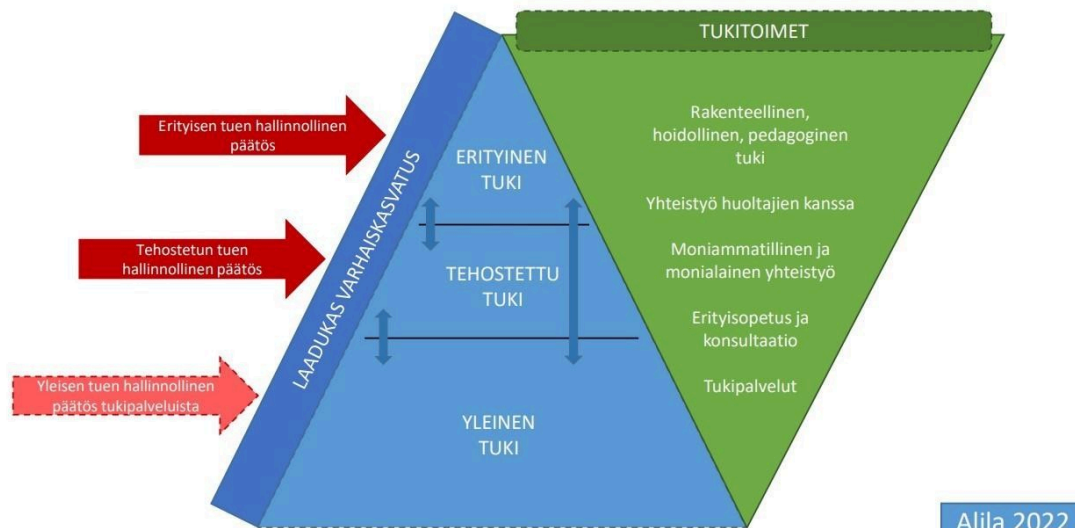 TUKITOIMET
Erityisen tuen hallinnollinen
päätös
Tehostetun tuen
hallinnollinen päätös
Yleisen tuen hallinnollinen
päätös tukipalveluista
LAADUKAS VARHAISKASVATUS
ERITYINEN
TUKI
TEHOSTETTU
TUKI
YLEINEN
TUKI
Rakenteellinen,
hoidollinen, pedagoginen
tuki
Yhteistyö huoltajien kanssa
Moniammatillinen ja
monialainen yhteistyö
Erityisopetus ja
konsultaatio
Tukipalvelut
Alila 2022